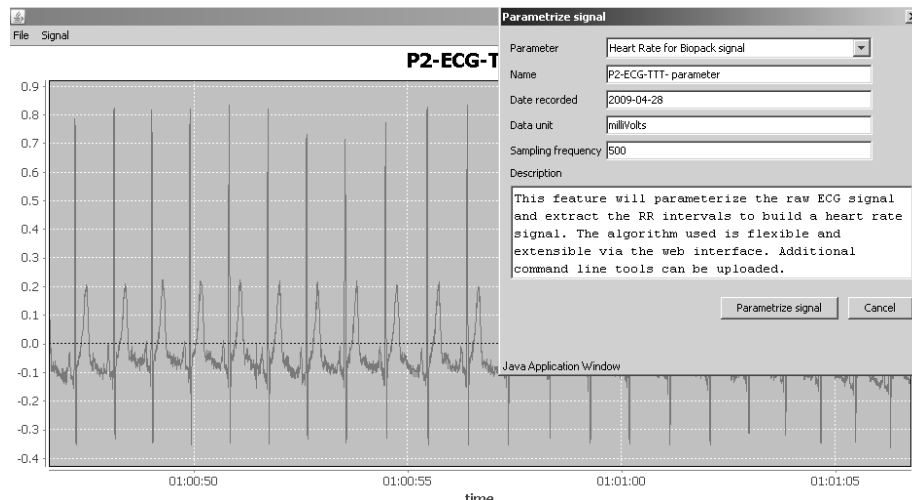 Parametrize signal
File Signal
P2-ECG-T
Parameter Heart Rate for Biopack signal
Name P2-ECG-TTT- parameter
Date recorded 2009-04-28
Data unit milliVolts
Sampling frequency 500
Description
This feature will parameterize the raw ECG signal
and extract the RR intervals to build a heart rate
signal. The algorithm used is flexible and
extensible via the web interface. Additional
command line tools can be uploaded.
Parametrize signal Cancel
Java Application Window
0.9
0.8
0.7
0.6
0.5
0.4
0.3
0.2
0.1
0.0
-0.1
-0.2
-0.3
-0.4
01:00:50 01:00:55 01:01:00 01:01:05
time